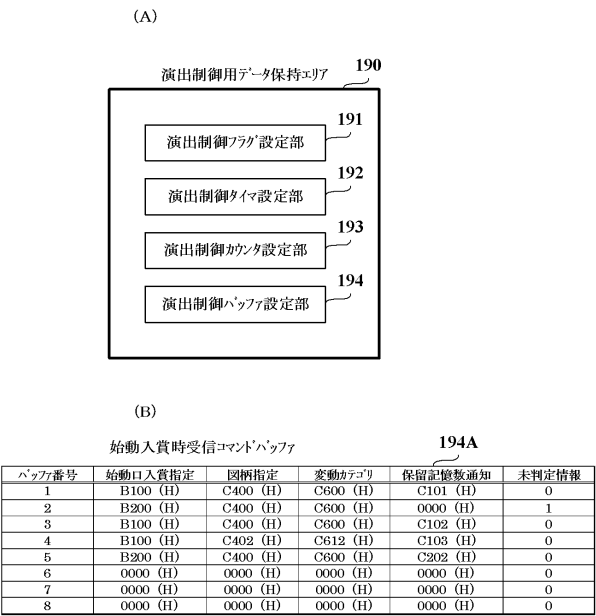 (A)
演出制御用ﾃﾞｰﾀ保持ｴﾘｱ 190
演出制御ﾌﾗｸﾞ設定部 191
演出制御ﾀｲﾏ設定部 192
演出制御ｶｳﾝﾀ設定部 193
演出制御ﾊﾞｯﾌｧ設定部 194
(B)
始動入賞時受信ｺﾏﾝﾄﾞﾊﾞｯﾌｧ 194A
ﾊﾞｯﾌｧ番号 始動口入賞指定 図柄指定 変動ｶﾃｺﾞﾘ 保留記憶数通知 未判定情報
1 B100 (H) C400 (H) C600 (H) C101 (H) 0
2 B200 (H) C400 (H) C600 (H) 0000 (H) 1
3 B100 (H) C400 (H) C600 (H) C102 (H) 0
4 B100 (H) C402 (H) C612 (H) C103 (H) 0
5 B200 (H) C400 (H) C600 (H) C202 (H) 0
6 0000 (H) 0000 (H) 0000 (H) 0000 (H) 0
7 0000 (H) 0000 (H) 0000 (H) 0000 (H) 0
8 0000 (H) 0000 (H) 0000 (H) 0000 (H) 0